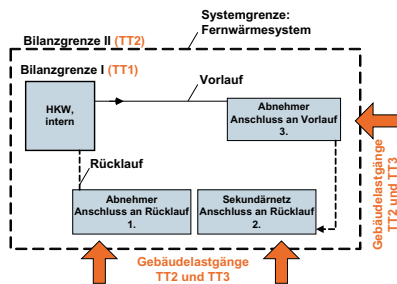 Systemgrenze:
Fernwärmesystem
Bilanzgrenze II (TT2)
Bilanzgrenze I (TT1)
Vorlauf
HKW,
intern
Abnehmer
Anschluss an Vorlauf
3.
Rücklauf
Abnehmer
Anschluss an Rücklauf
1.
Sekundärnetz
Anschluss an Rücklauf
2.
Gebäudelastgänge
TT2 und TT3
Gebäudelastgänge
TT2 und TT3